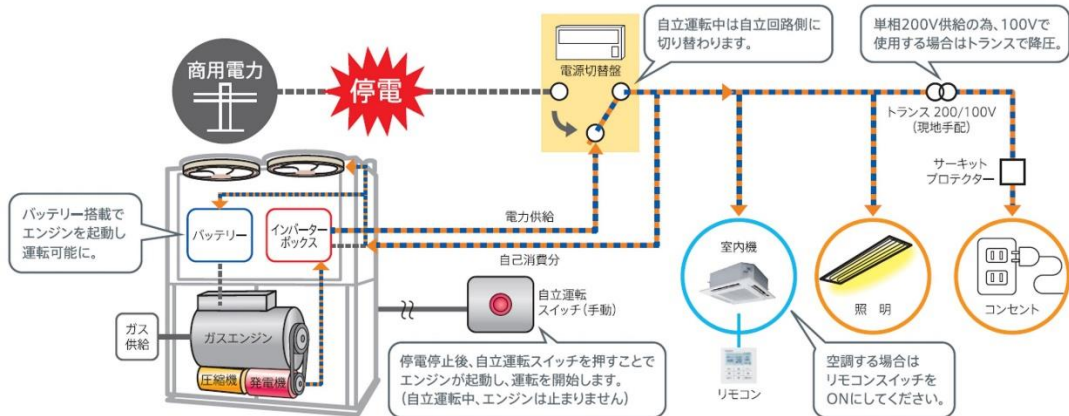 商用電力
停電
電源切替盤
自立運転中は自立回路側に
切り替わります。
単相200V供給の為、100Vで
使用する場合はトランスで降圧。
トランス 200/100V
(現地手配)
サーキット
プロテクター
バッテリー搭載で
エンジンを起動し
運転可能に。
バッテリー
インバーター
ボックス
電力供給
自己消費分
室内機
照 明
コンセント
リモコン
自立運転
スイッチ(手動)
ガス
供給
ガスエンジン
圧縮機
発電機
停電停止後、自立運転スイッチを押すことで
エンジンが起動し、運転を開始します。
(自立運転中、エンジンは止まりません)
空調する場合は
リモコンスイッチを
ONにしてください。